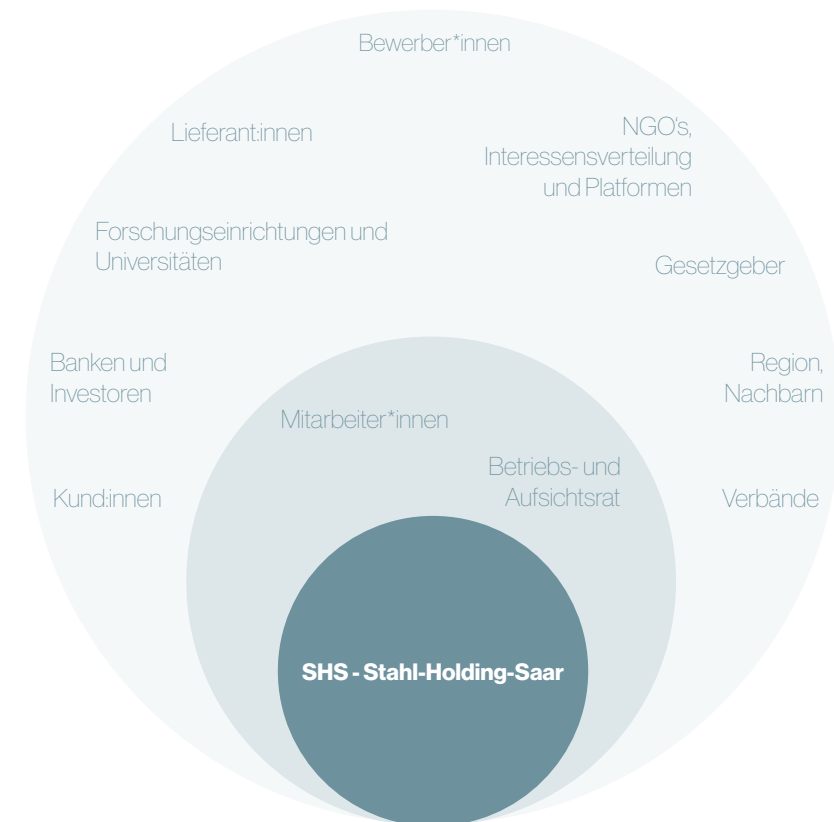 Bewerber*innen
Lieferant:innen
NGO‘s,
Interessensverteilung
und Platformen
Forschungseinrichtungen und
Universitäten
Gesetzgeber
Banken und
Investoren
Region,
Nachbarn
Mitarbeiter*innen
Betriebs- und
Aufsichtsrat
Kund:innen
Verbände
SHS - Stahl-Holding-Saar